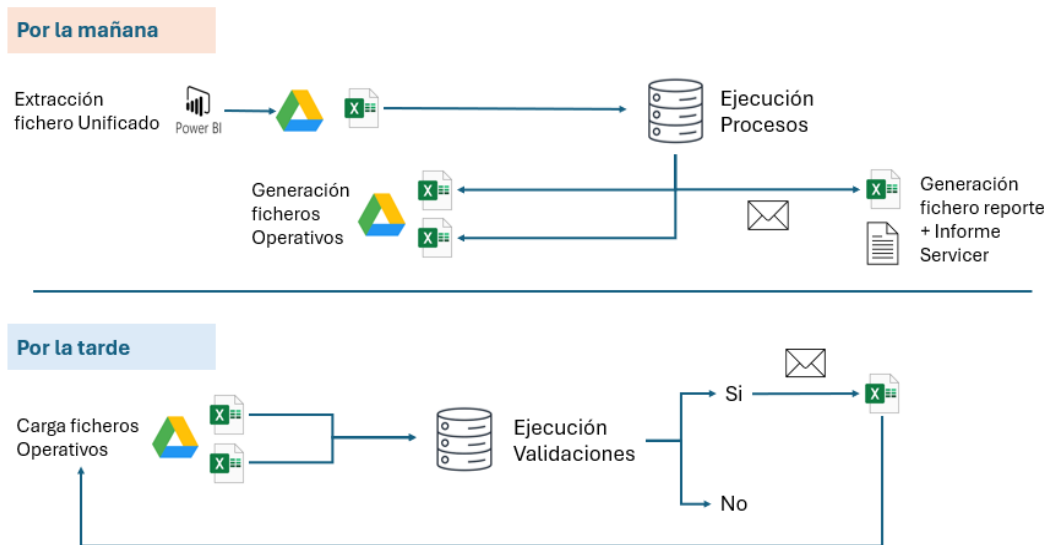 Por la mañana
Extracción
fichero Unificado
Power BI
X
Ejecución
Procesos
Generación
ficheros
Operativos
X
X
X
Generación
fichero reporte
+ Informe
Servicer
Por la tarde
Carga ficheros
Operativos
X
X
Ejecución
Validaciones
Si
X
No